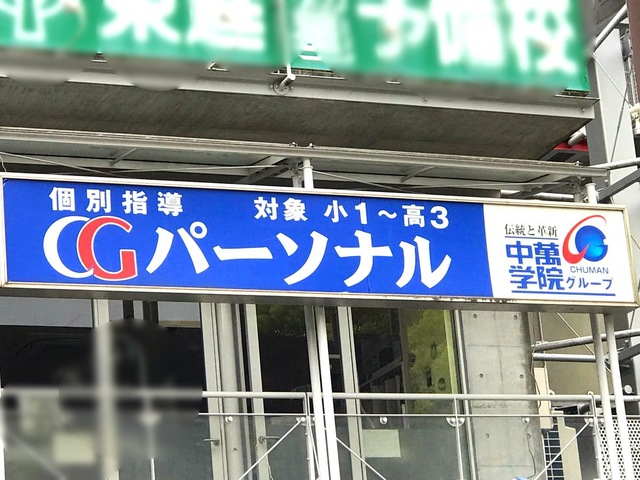 個別指導 対象 小1～高3
CGパーソナル
伝統と革新
中萬
学院グループ
CHUMAN